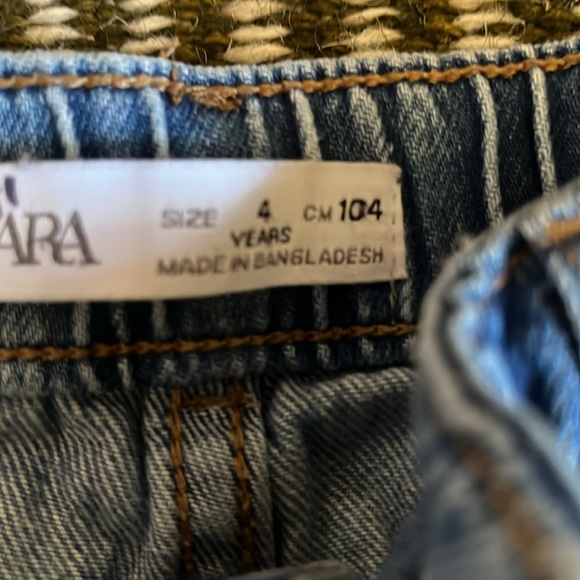 ARA
SIZE 4 CM 104
YEARS
MADE IN BANGLADESH